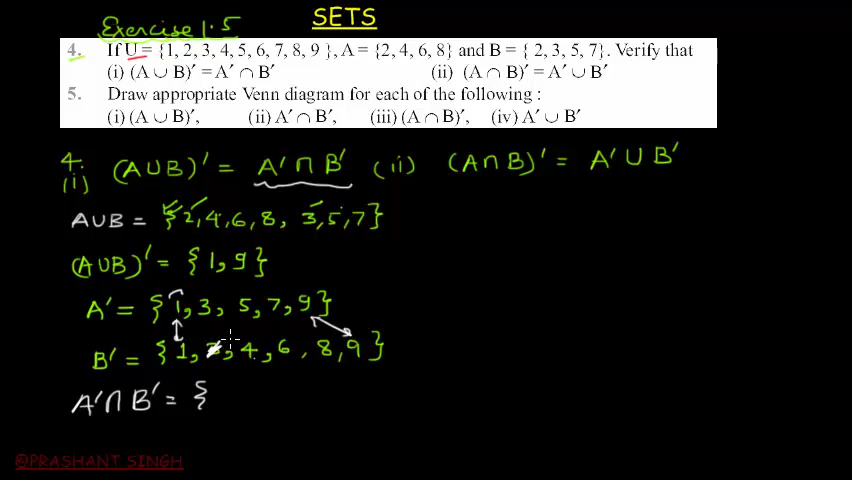 SETS
Exercise 1.5
4. If U = {1, 2, 3, 4, 5, 6, 7, 8, 9 }, A = {2, 4, 6, 8} and B = { 2, 3, 5, 7}. Verify that
(i) (A ∪ B)′ = A′ ∩ B′ (ii) (A ∩ B)′ = A′ ∪ B′
5. Draw appropriate Venn diagram for each of the following :
(i) (A ∪ B)′, (ii) A′ ∩ B′, (iii) (A ∩ B)′, (iv) A′ ∪ B′
4.
(i) (A∪B)′ = A′ ∩ B′ (ii) (A∩B)′ = A′ ∪ B′
A∪B = {2,4,6,8, 3,5,7}
(A∪B)′ = {1,9}
A′ = {1,3, 5,7,9}
B′ = {1, , 4,6,8,9}
A′∩B′ = {
@PRASHANT SINGH